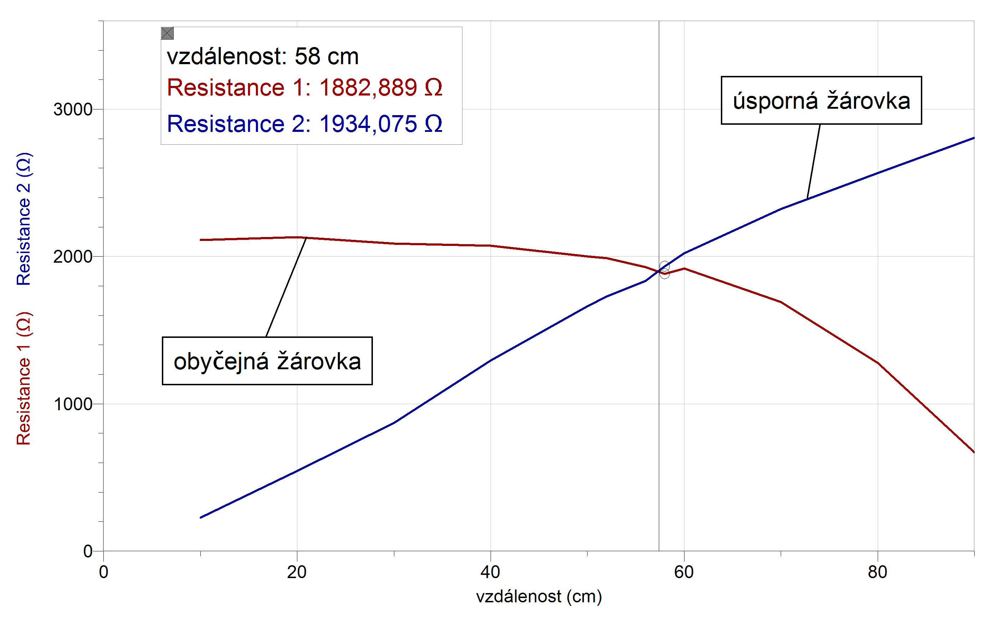 vzdálenost: 58 cm
Resistance 1: 1882,889 Ω
Resistance 2: 1934,075 Ω
úsporná žárovka
obyčejná žárovka
Resistance 1 (Ω) Resistance 2 (Ω)
3000
2000
1000
0
0 20 40 60 80
vzdálenost (cm)